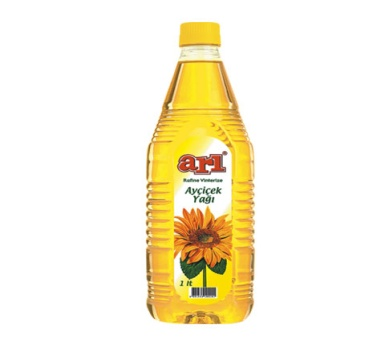 arı®
Rafine Vinterize
Ayçiçek
Yağı
1 lt